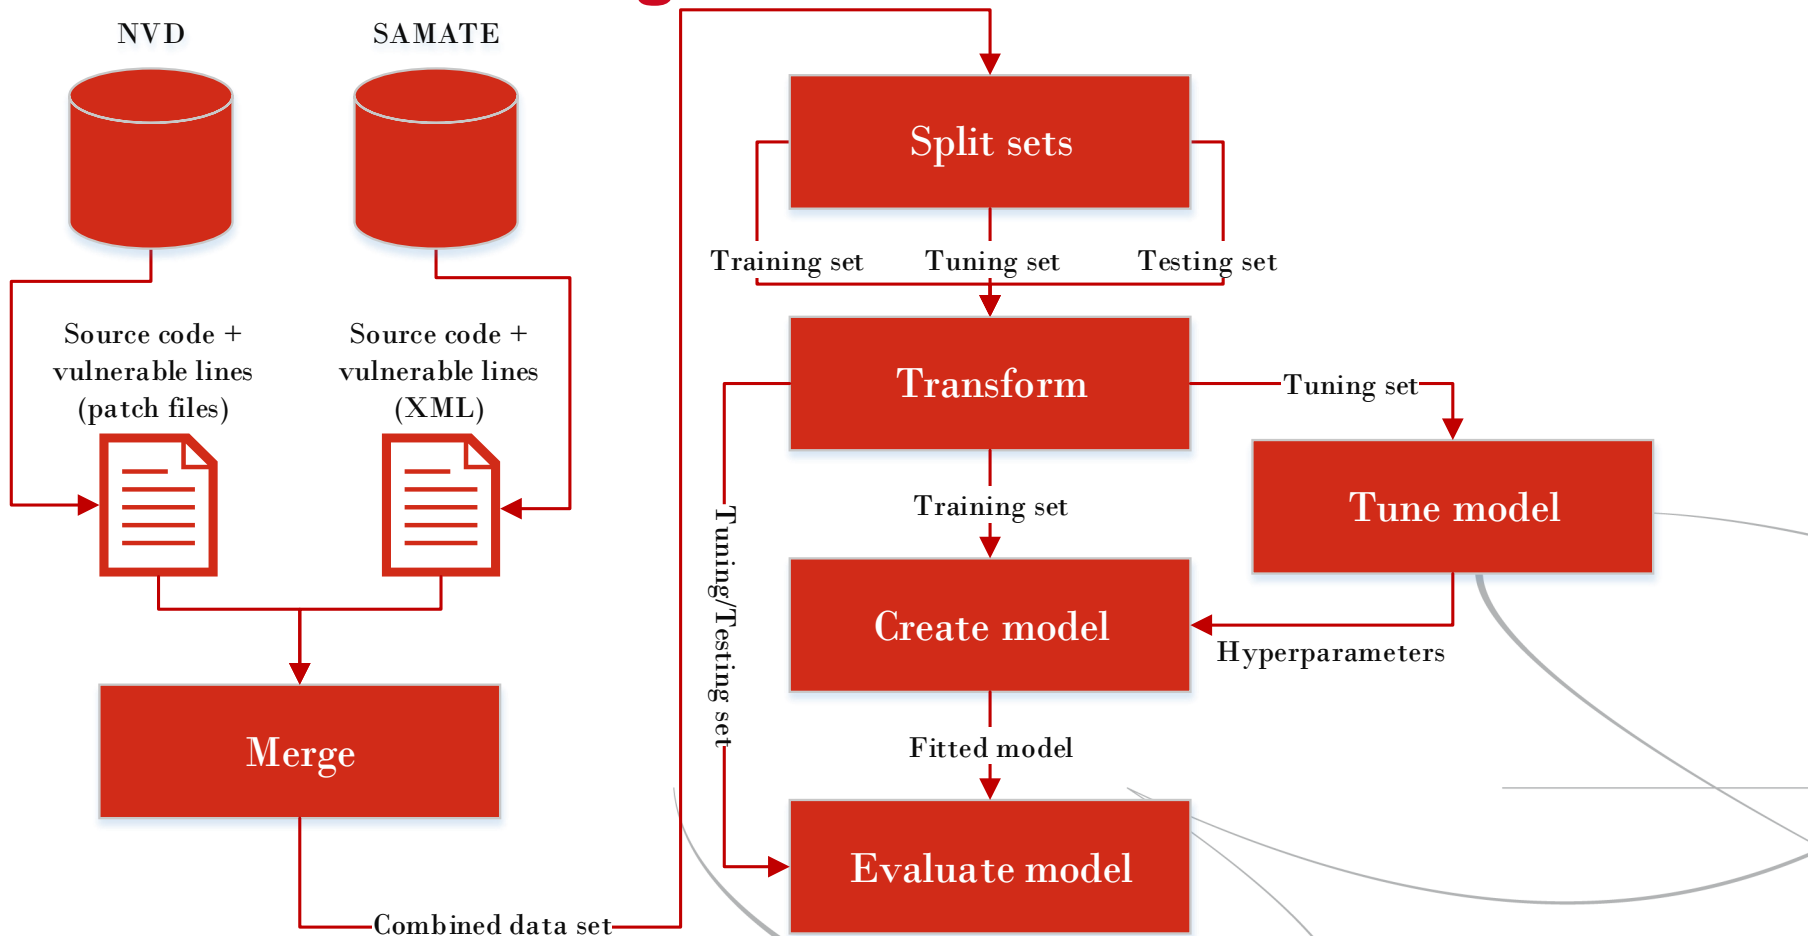 NVD
SAMATE
Source code +
vulnerable lines
(patch files)
Source code +
vulnerable lines
(XML)
Merge
Combined data set
Split sets
Training set
Tuning set
Testing set
Transform
Tuning set
Training set
Tuning/Testing set
Tune model
Create model
Hyperparameters
Fitted model
Evaluate model